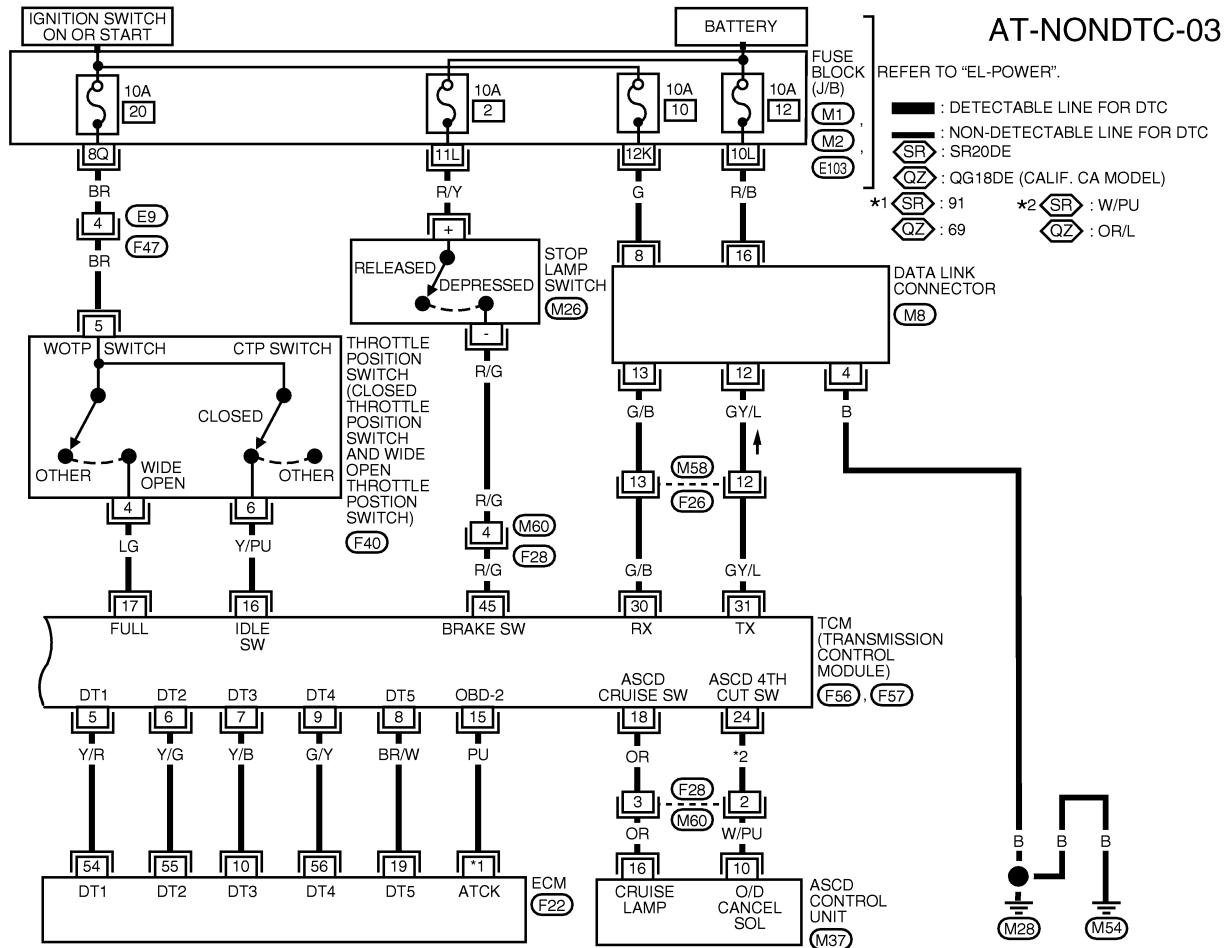 IGNITION SWITCH
ON OR START
BATTERY
AT-NONDTC-03
FUSE
BLOCK
(J/B)
REFER TO "EL-POWER".
10A
20
10A
2
10A
10
10A
12
M1 ,
M2 ,
E103
: DETECTABLE LINE FOR DTC
: NON-DETECTABLE LINE FOR DTC
SR : SR20DE
QZ : QG18DE (CALIF. CA MODEL)
*1 SR : 91
QZ : 69
*2 SR : W/PU
QZ : OR/L
8Q
11L
12K
10L
BR
R/Y
G
R/B
4
E9
F47
BR
+
RELEASED
DEPRESSED
STOP
LAMP
SWITCH
M26
-
8
16
DATA LINK
CONNECTOR
M8
5
WOTP SWITCH
CTP SWITCH
CLOSED
OTHER
WIDE
OPEN
OTHER
THROTTLE
POSITION
SWITCH
(CLOSED
THROTTLE
POSITION
SWITCH
AND WIDE
OPEN
THROTTLE
POSTION
SWITCH)
F40
R/G
13
12
4
G/B
GY/L
B
13
M58
F26
12
4
6
LG
Y/PU
R/G
4
M60
F28
R/G
G/B
GY/L
17
16
45
30
31
FULL
IDLE
SW
BRAKE SW
RX
TX
TCM
(TRANSMISSION
CONTROL
MODULE)
F56 , F57
DT1
DT2
DT3
DT4
DT5
OBD-2
ASCD
CRUISE SW
ASCD 4TH
CUT SW
5
6
7
9
8
15
18
24
Y/R
Y/G
Y/B
G/Y
BR/W
PU
OR
*2
3
F28
M60
2
OR
W/PU
54
55
10
56
19
*1
16
10
DT1
DT2
DT3
DT4
DT5
ATCK
ECM
F22
CRUISE
LAMP
O/D
CANCEL
SOL
ASCD
CONTROL
UNIT
M37
B
B
B
M28
M54